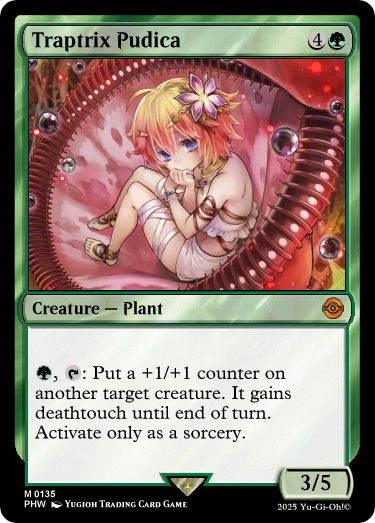 Traptrix Pudica 4
Creature — Plant
, : Put a +1/+1 counter on
another target creature. It gains
deathtouch until end of turn.
Activate only as a sorcery.
3/5
M 0135
PHW Yugioh Trading Card Game
2025 Yu-Gi-Oh!©